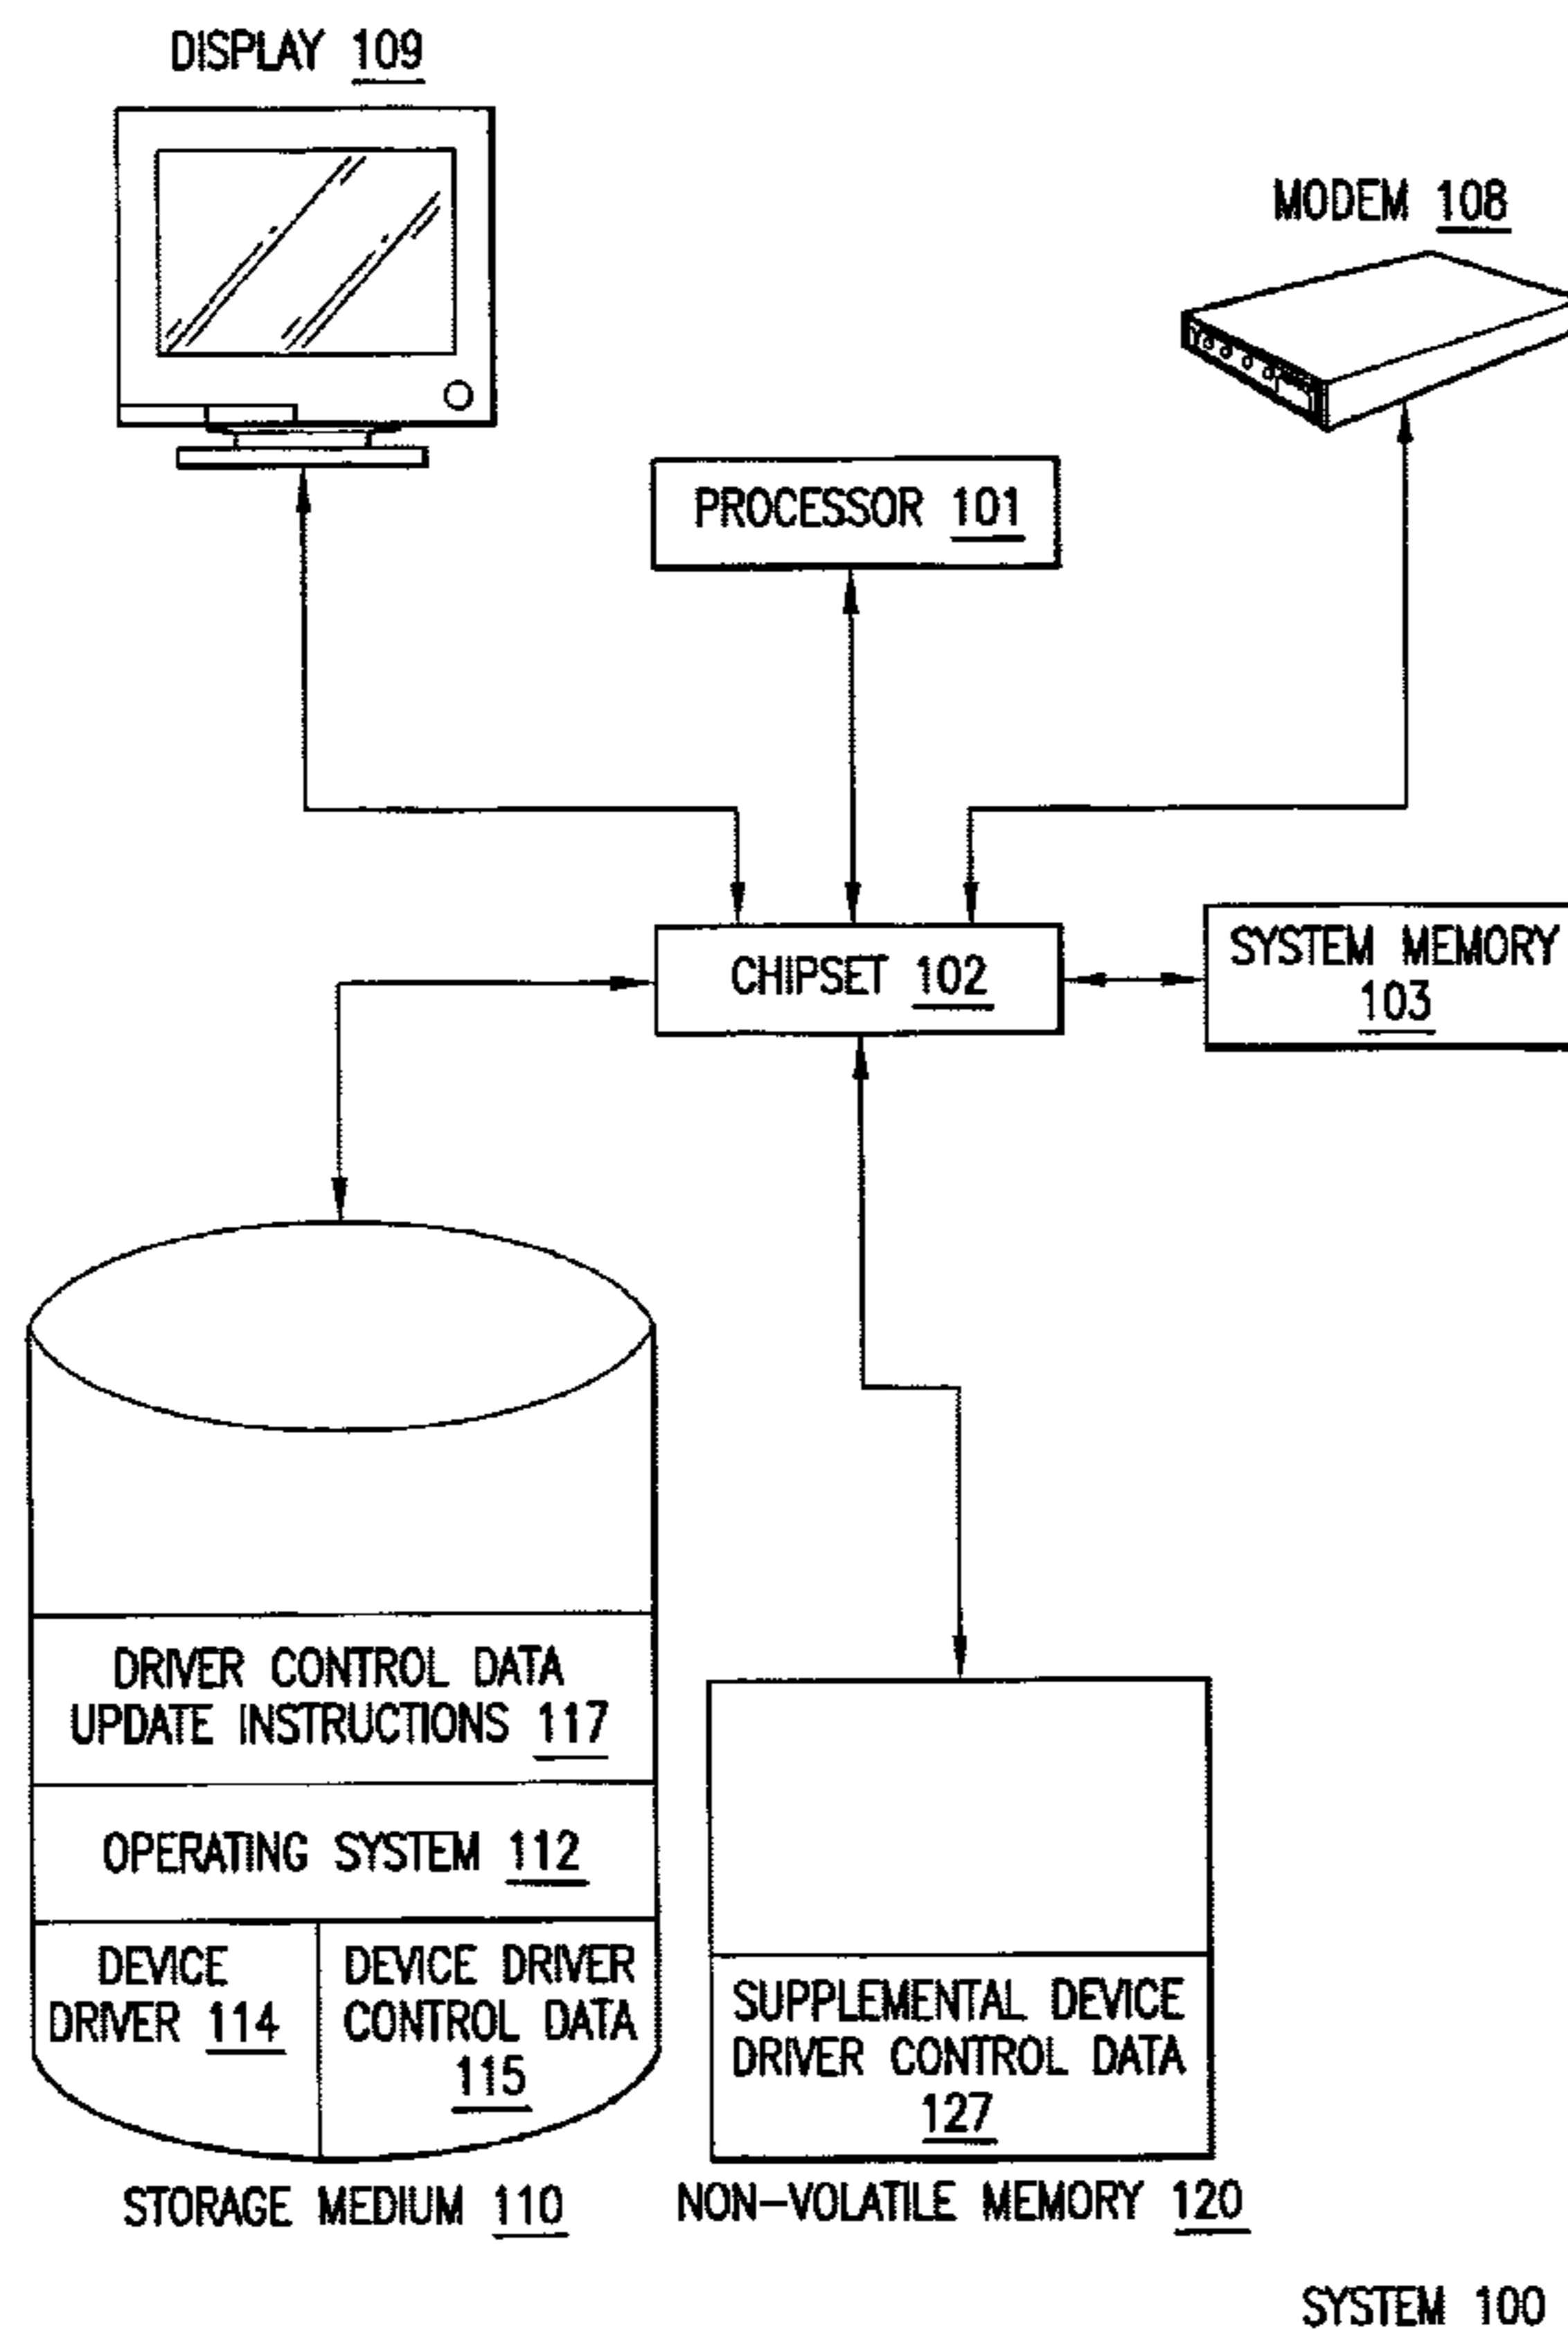 DISPLAY 109
MODEM 108
PROCESSOR 101
CHIPSET 102
SYSTEM MEMORY
103
DRIVER CONTROL DATA
UPDATE INSTRUCTIONS 117
OPERATING SYSTEM 112
DEVICE
DRIVER 114
DEVICE DRIVER
CONTROL DATA
115
SUPPLEMENTAL DEVICE
DRIVER CONTROL DATA
127
STORAGE MEDIUM 110
NON-VOLATILE MEMORY 120
SYSTEM 100